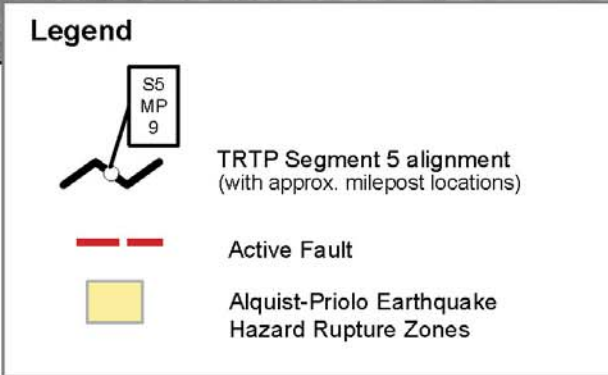 Legend
S5
MP
9
TRTP Segment 5 alignment
(with approx. milepost locations)
Active Fault
Alquist-Priolo Earthquake
Hazard Rupture Zones